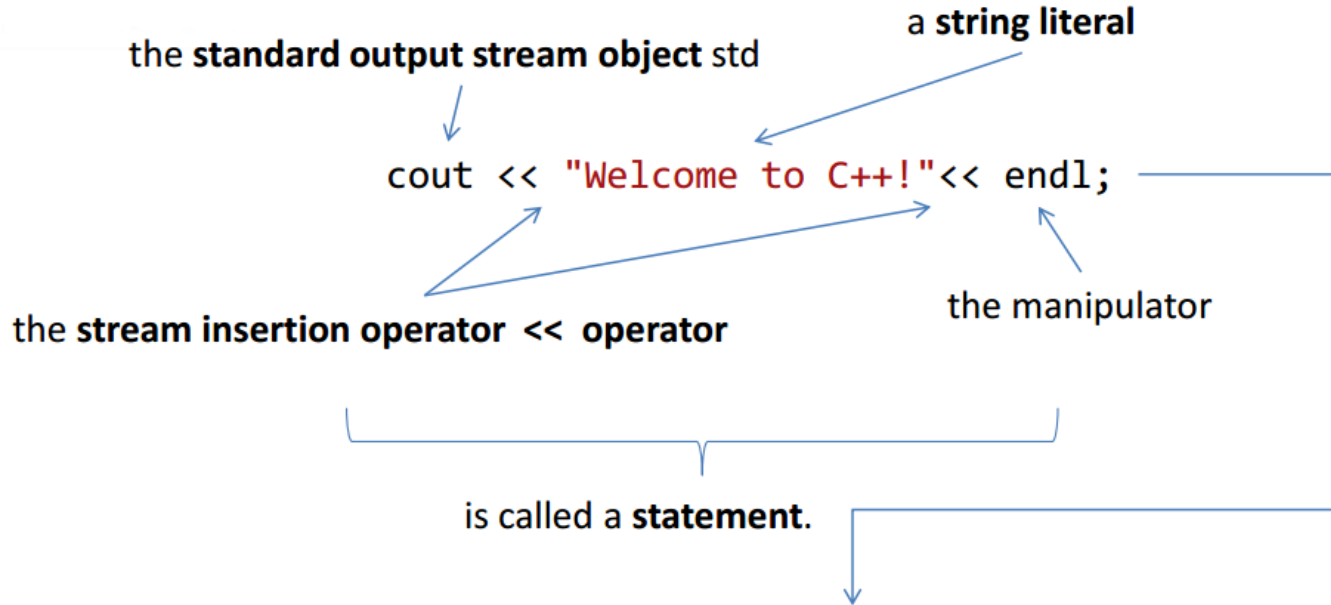 a string literal
the standard output stream object std
cout << "Welcome to C++!"<< endl;
the manipulator
the stream insertion operator << operator
is called a statement.